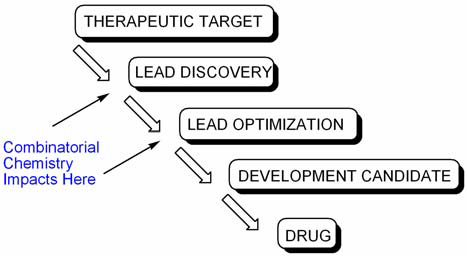 THERAPEUTIC TARGET
LEAD DISCOVERY
LEAD OPTIMIZATION
Combinatorial
Chemistry
Impacts Here
DEVELOPMENT CANDIDATE
DRUG